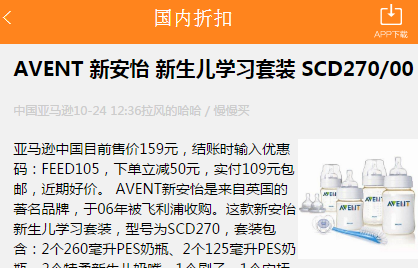 国内折扣
APP下载
AVENT 新安怡 新生儿学习套装 SCD270/00
中国亚马逊10-24 12:36拉风的哈哈 / 慢慢买
亚马逊中国目前售价159元，结账时输入优惠
码：FEED105，下单立减50元，实付109元包
邮，近期好价。 AVENT新安怡是来自英国的
著名品牌，于06年被飞利浦收购。这款新安怡
新生儿学习套装，型号为SCD270，套装包
含：2个260毫升PES奶瓶、2个125毫升PES奶
AVENT
AVENT